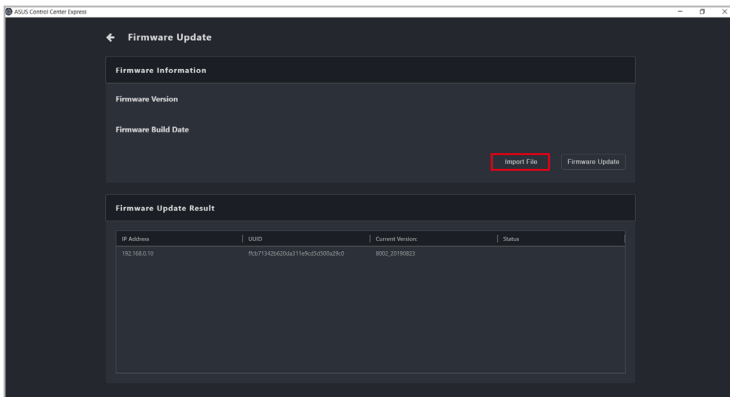 ASUS Control Center Express
Firmware Update
Firmware Information
Firmware Version
Firmware Build Date
Import File
Firmware Update
Firmware Update Result
IP Address UUID Current Version: Status
192.168.0.10 8002_20190823